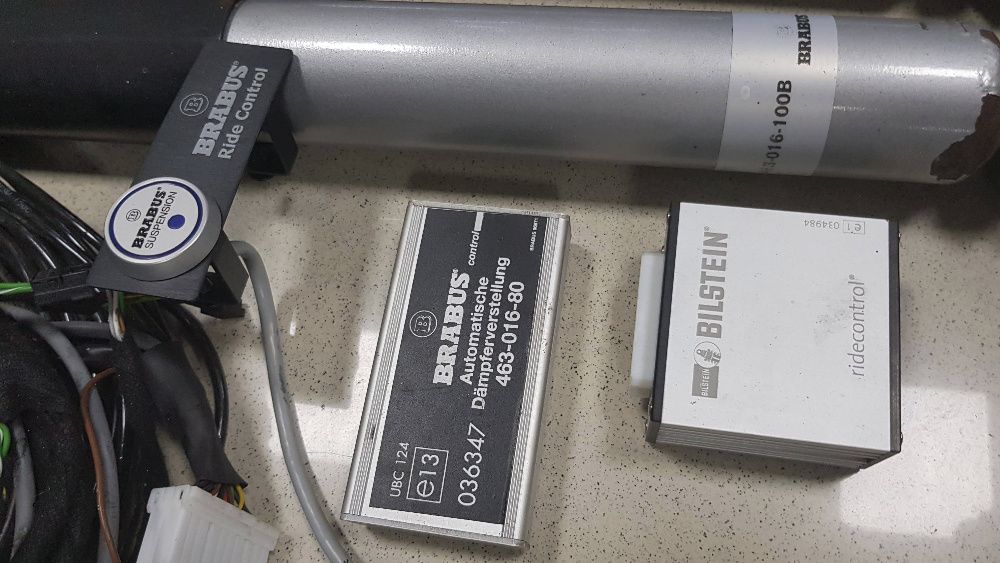 BRABUS
Ride Control
BRABUS
SUSPENSION
BRABUS
63-016-100B
BRABUS
control
Automatische
Dämpferverstellung
463-016-80
UBC 124
e13
036347
BILSTEIN
BILSTEIN
ridecontrol
e1
034984